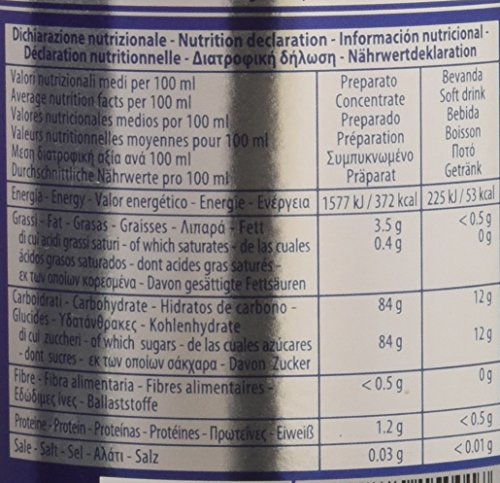 Dichiarazione nutrizionale - Nutrition declaration - Información nutricional -
Déclaration nutritionnelle - Διατροφική δήλωση - Nährwertdeklaration
Valori nutrizionali medi per 100 ml
Average nutrition facts per 100 ml
Valores nutricionales medios por 100 ml
Valeurs nutritionnelles moyennes pour 100 ml
Μεση διατροφική αξία ανά 100 ml
Durchschnittliche Nährwerte pro 100 ml
Preparato
Concentrate
Preparado
Préparation
Συμπυκνωμένο
Präparat
Bevanda
Soft drink
Bebida
Boisson
Ποτό
Getränk
Energia - Energy - Valor energético - Energie - Ενέργεια 1577 kJ / 372 kcal 225 kJ / 53 kcal
Grassi - Fat - Grasas - Graisses - Λιπαρά - Fett 3.5 g < 0.5 g
di cui acidi grassi saturi - of which saturates - de las cuales 0.4 g 0 g
ácidos grasos saturados - dont acides gras saturés -
εκ των οποίων κορεσμένα - Davon gesättigte Fettsäuren
Carboidrati - Carbohydrate - Hidratos de carbono - 84 g 12 g
Glucides - Υδατάνθρακες - Kohlenhydrate
di cui zuccheri - of which sugars - de las cuales azúcares 84 g 12 g
- dont sucres - εκ των οποίων σάκχαρα - Davon Zucker
Fibre - Fibra alimentaria - Fibres alimentaires - < 0.5 g 0 g
Εδώδιμες ίνες - Ballaststoffe
Proteine - Protein - Proteínas - Protéines - Πρωτεΐνες - Eiweiß 1.2 g < 0.5 g
Sale - Salt - Sel - Αλάτι - Salz 0.03 g < 0.01 g